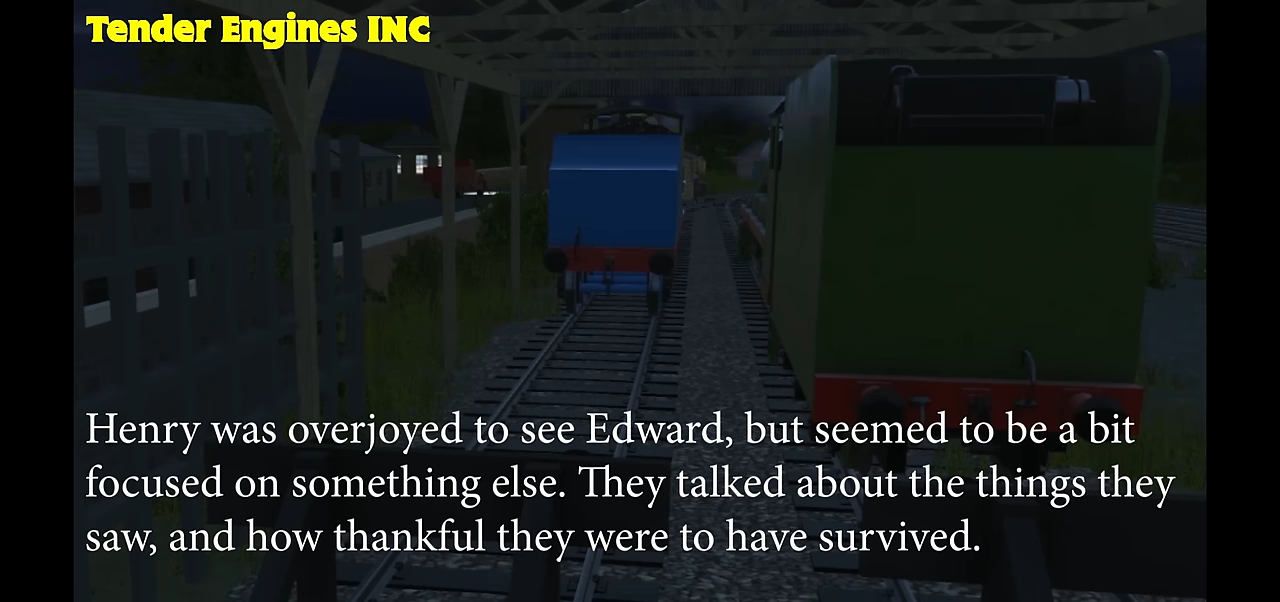 Tender Engines INC
Henry was overjoyed to see Edward, but seemed to be a bit
focused on something else. They talked about the things they
saw, and how thankful they were to have survived.